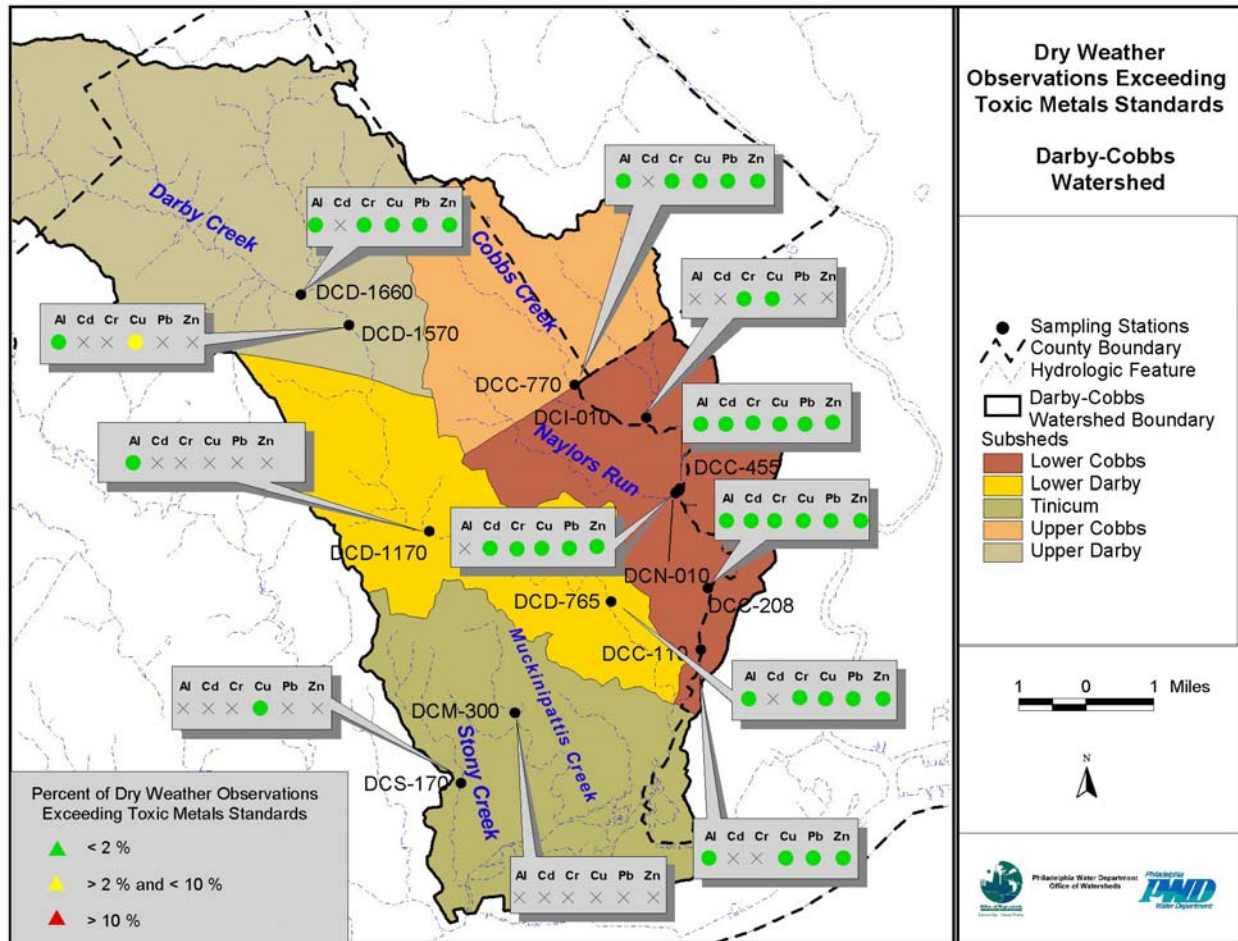 Dry Weather
Observations Exceeding
Toxic Metals Standards
Darby-Cobbs
Watershed
Sampling Stations
County Boundary
Hydrologic Feature
Darby-Cobbs
Watershed Boundary
Subsheds
Lower Cobbs
Lower Darby
Tinicum
Upper Cobbs
Upper Darby
1 0 1 Miles
N
Philadelphia Water Department
Office of Watersheds
Philadelphia
PWD
Water Department
Al Cd Cr Cu Pb Zn
Darby Creek
Al Cd Cr Cu Pb Zn
Cobbs Creek
Al Cd Cr Cu Pb Zn
DCD-1660
Al Cd Cr Cu Pb Zn
DCD-1570
DCC-770
DCI-010
Al Cd Cr Cu Pb Zn
Al Cd Cr Cu Pb Zn
Naylors Run
DCC-455
Al Cd Cr Cu Pb Zn
Al Cd Cr Cu Pb Zn
DCD-1170
DCN-010
DCD-765
DCC-208
DCC-110
Al Cd Cr Cu Pb Zn
Al Cd Cr Cu Pb Zn
DCM-300
Muckinipattis Creek
DCS-170
Stony Creek
Al Cd Cr Cu Pb Zn
Al Cd Cr Cu Pb Zn
Percent of Dry Weather Observations
Exceeding Toxic Metals Standards
< 2 %
> 2 % and < 10 %
> 10 %